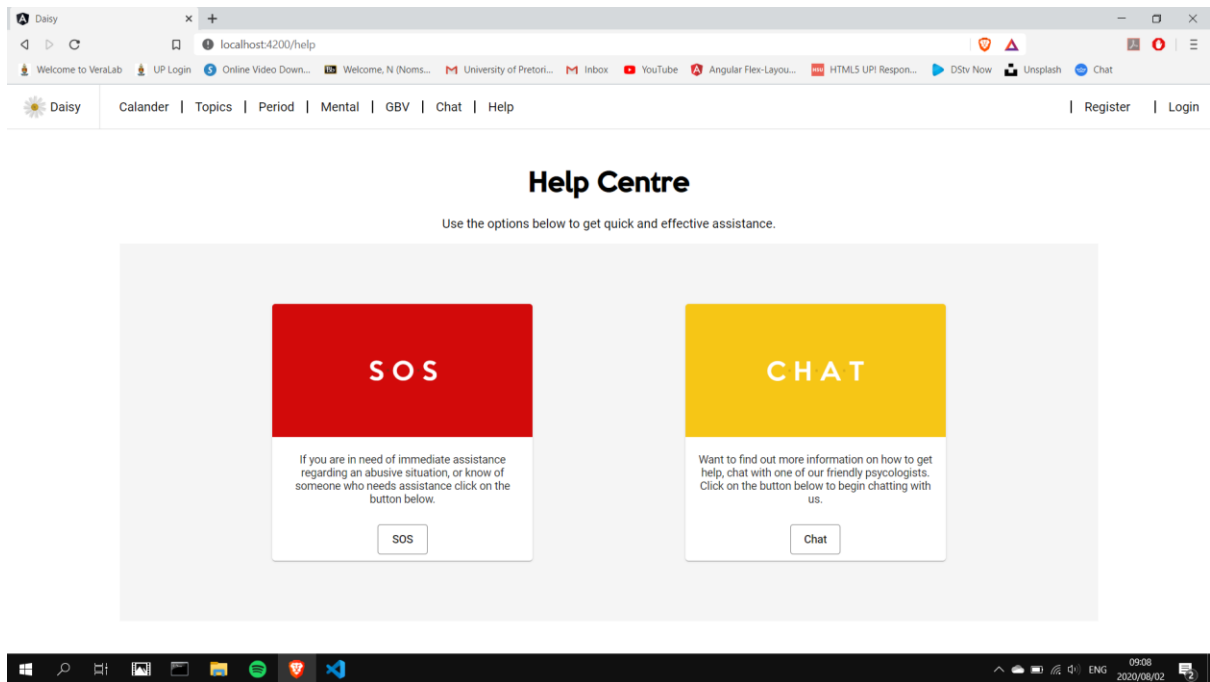 Daisy
localhost:4200/help
Welcome to VeraLab UP Login Online Video Down... Welcome, N (Noms... University of Pretori... Inbox YouTube Angular Flex-Layou... HTML5 UP! Respon... DStv Now Unsplash Chat
Daisy Calander | Topics | Period | Mental | GBV | Chat | Help | Register | Login
Help Centre
Use the options below to get quick and effective assistance.
SOS
If you are in need of immediate assistance
regarding an abusive situation, or know of
someone who needs assistance click on the
button below.
SOS
CHAT
Want to find out more information on how to get
help, chat with one of our friendly psycologists.
Click on the button below to begin chatting with
us.
Chat
ENG
09:08
2020/08/02
2